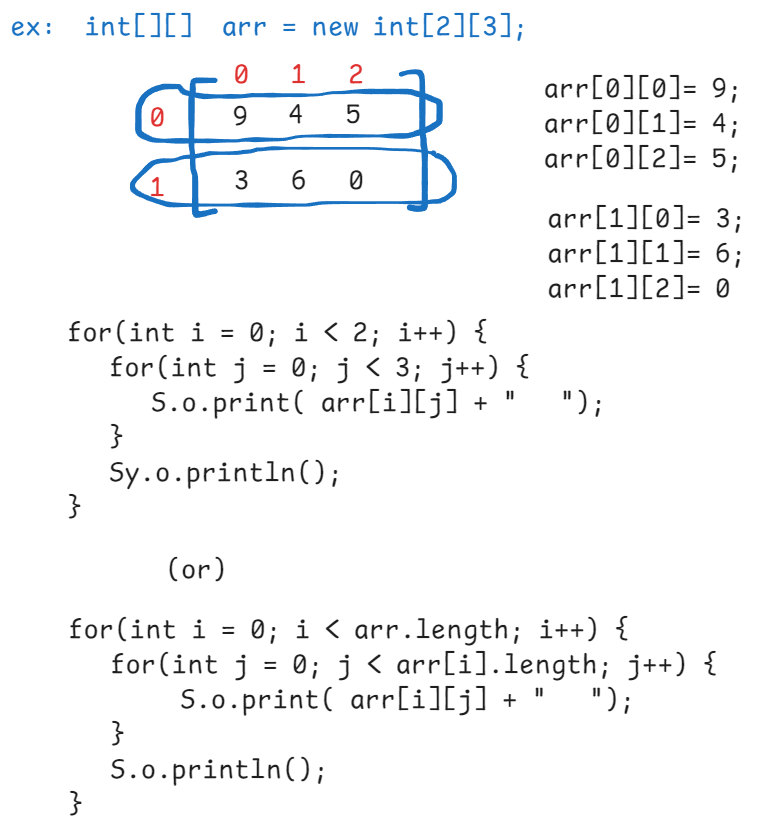 ex:  int[][]  arr = new int[2][3];
0  1  2
0  9  4  5
1  3  6  0
arr[0][0]= 9;
arr[0][1]= 4;
arr[0][2]= 5;
arr[1][0]= 3;
arr[1][1]= 6;
arr[1][2]= 0
for(int i = 0; i < 2; i++) {
for(int j = 0; j < 3; j++) {
S.o.print( arr[i][j] + "   ");
}
Sy.o.println();
}
(or)
for(int i = 0; i < arr.length; i++) {
for(int j = 0; j < arr[i].length; j++) {
S.o.print( arr[i][j] + "   ");
}
S.o.println();
}